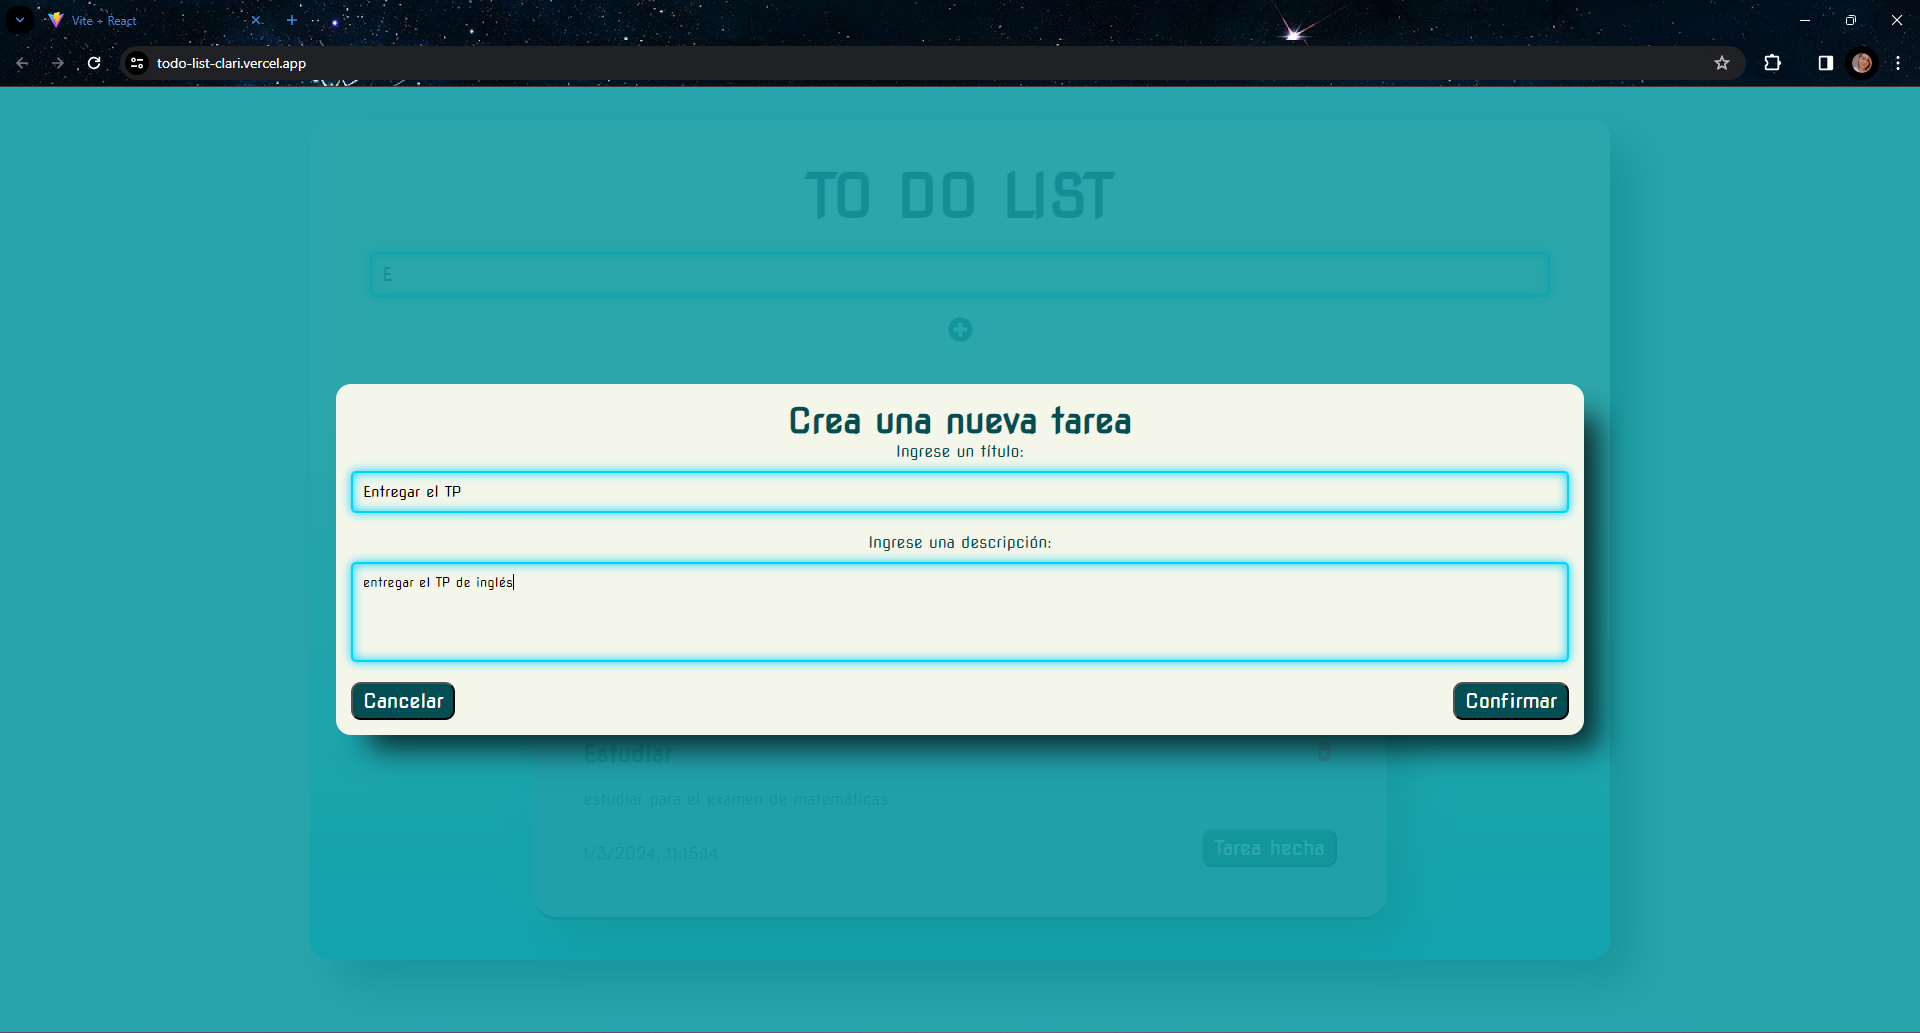 Vite + React
todo-list-clari.vercel.app
TO DO LIST
E
Crea una nueva tarea
Ingrese un título:
Entregar el TP
Ingrese una descripción:
entregar el TP de inglés
Cancelar
Confirmar
Estudiar
estudiar para el examen de matemáticas
1/3/2024, 11:15:14
Tarea hecha